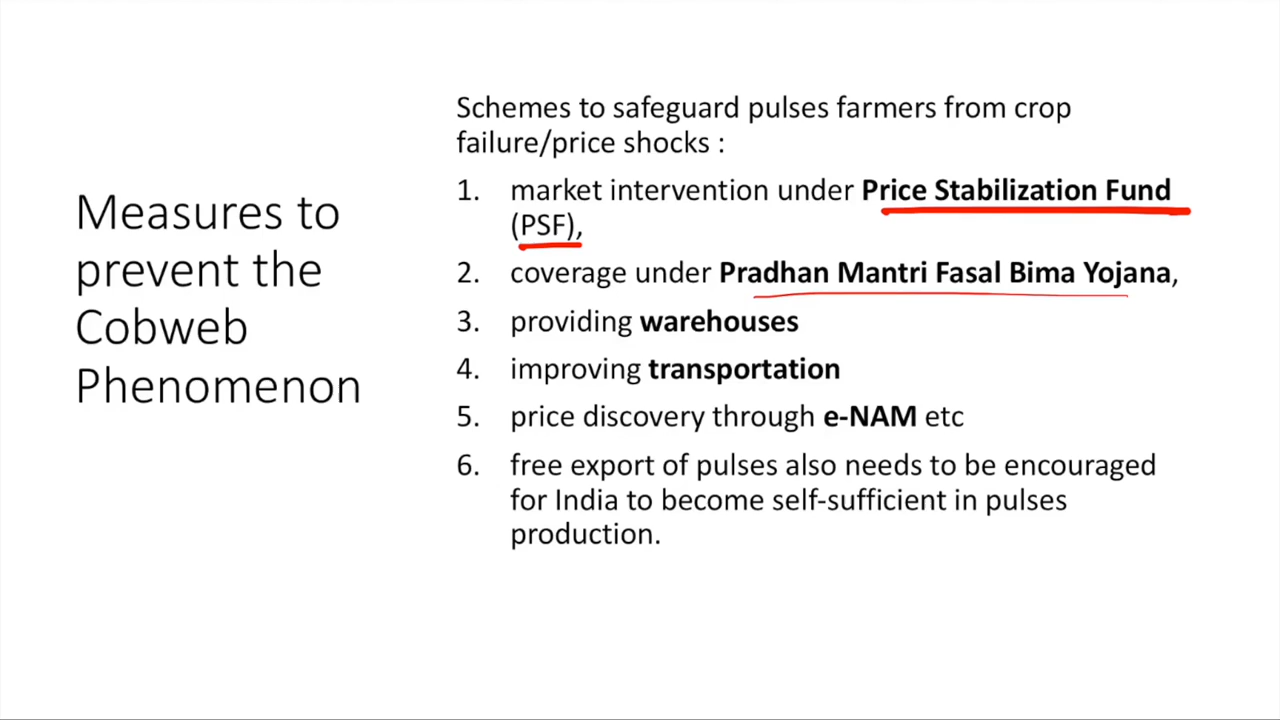 Measures to
prevent the
Cobweb
Phenomenon
Schemes to safeguard pulses farmers from crop
failure/price shocks :
1. market intervention under Price Stabilization Fund
(PSF),
2. coverage under Pradhan Mantri Fasal Bima Yojana,
3. providing warehouses
4. improving transportation
5. price discovery through e-NAM etc
6. free export of pulses also needs to be encouraged
for India to become self-sufficient in pulses
production.